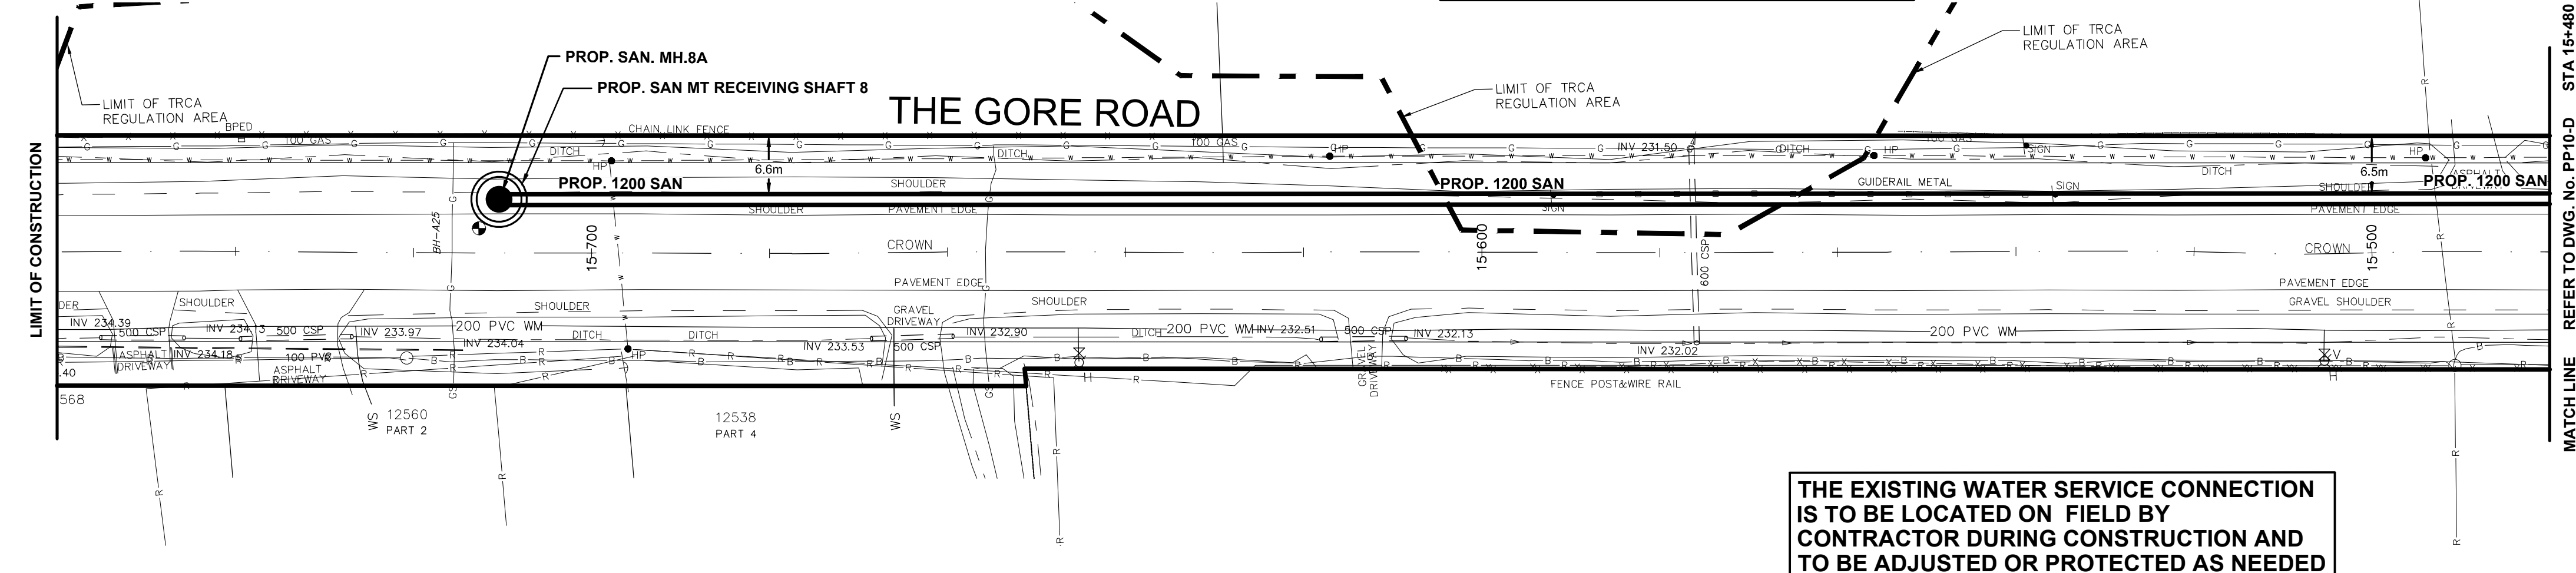 LIMIT OF TRCA
REGULATION AREA
PROP. SAN. MH.8A
PROP. SAN MT RECEIVING SHAFT 8
THE GORE ROAD
LIMIT OF TRCA
REGULATION AREA
LIMIT OF TRCA
REGULATION AREA
LIMIT OF CONSTRUCTION
MATCH LINE REFER TO DWG. No. PP10-D STA 15+480
BPED
100 GAS
CHAIN LINK FENCE
100 GAS
100 GAS
DITCH
HP
6.6m
DITCH
HP
INV 231.50
DITCH
HP
SIGN
DITCH
HP
6.5m
PROP. 1200 SAN
SHOULDER
PROP. 1200 SAN
GUIDERAIL METAL
SIGN
SHOULDER
ASPHALT
PROP. 1200 SAN
SHOULDER
PAVEMENT EDGE
SIGN
PAVEMENT EDGE
BH-A25
15+700
CROWN
15+600
600 CSP
CROWN
15+500
PAVEMENT EDGE
PAVEMENT EDGE
DER
SHOULDER
SHOULDER
GRAVEL
DRIVEWAY
SHOULDER
GRAVEL SHOULDER
INV 234.39
500 CSP
INV 234.13
500 CSP
INV 233.97
200 PVC WM
DITCH
DITCH
INV 232.90
DITCH
200 PVC WM
INV 232.51
500 CSP
INV 232.13
200 PVC WM
INV 234.04
INV 233.53
500 CSP
INV 232.02
ASPHALT
DRIVEWAY
INV 234.18
100 PVC
ASPHALT
DRIVEWAY
HP
GRAVEL
DRIVEWAY
H
V
H
.40
FENCE POST&WIRE RAIL
568
WS
12560
PART 2
GS
12538
PART 4
WS
GS
THE EXISTING WATER SERVICE CONNECTION
IS TO BE LOCATED ON FIELD BY
CONTRACTOR DURING CONSTRUCTION AND
TO BE ADJUSTED OR PROTECTED AS NEEDED